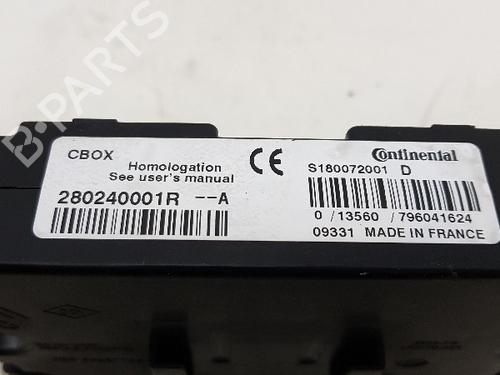 CBOX
Homologation
See user's manual
CE
280240001R --A
Continental
S180072001 D
0 / 13560 / 796041624
09331 MADE IN FRANCE
B-PARTS